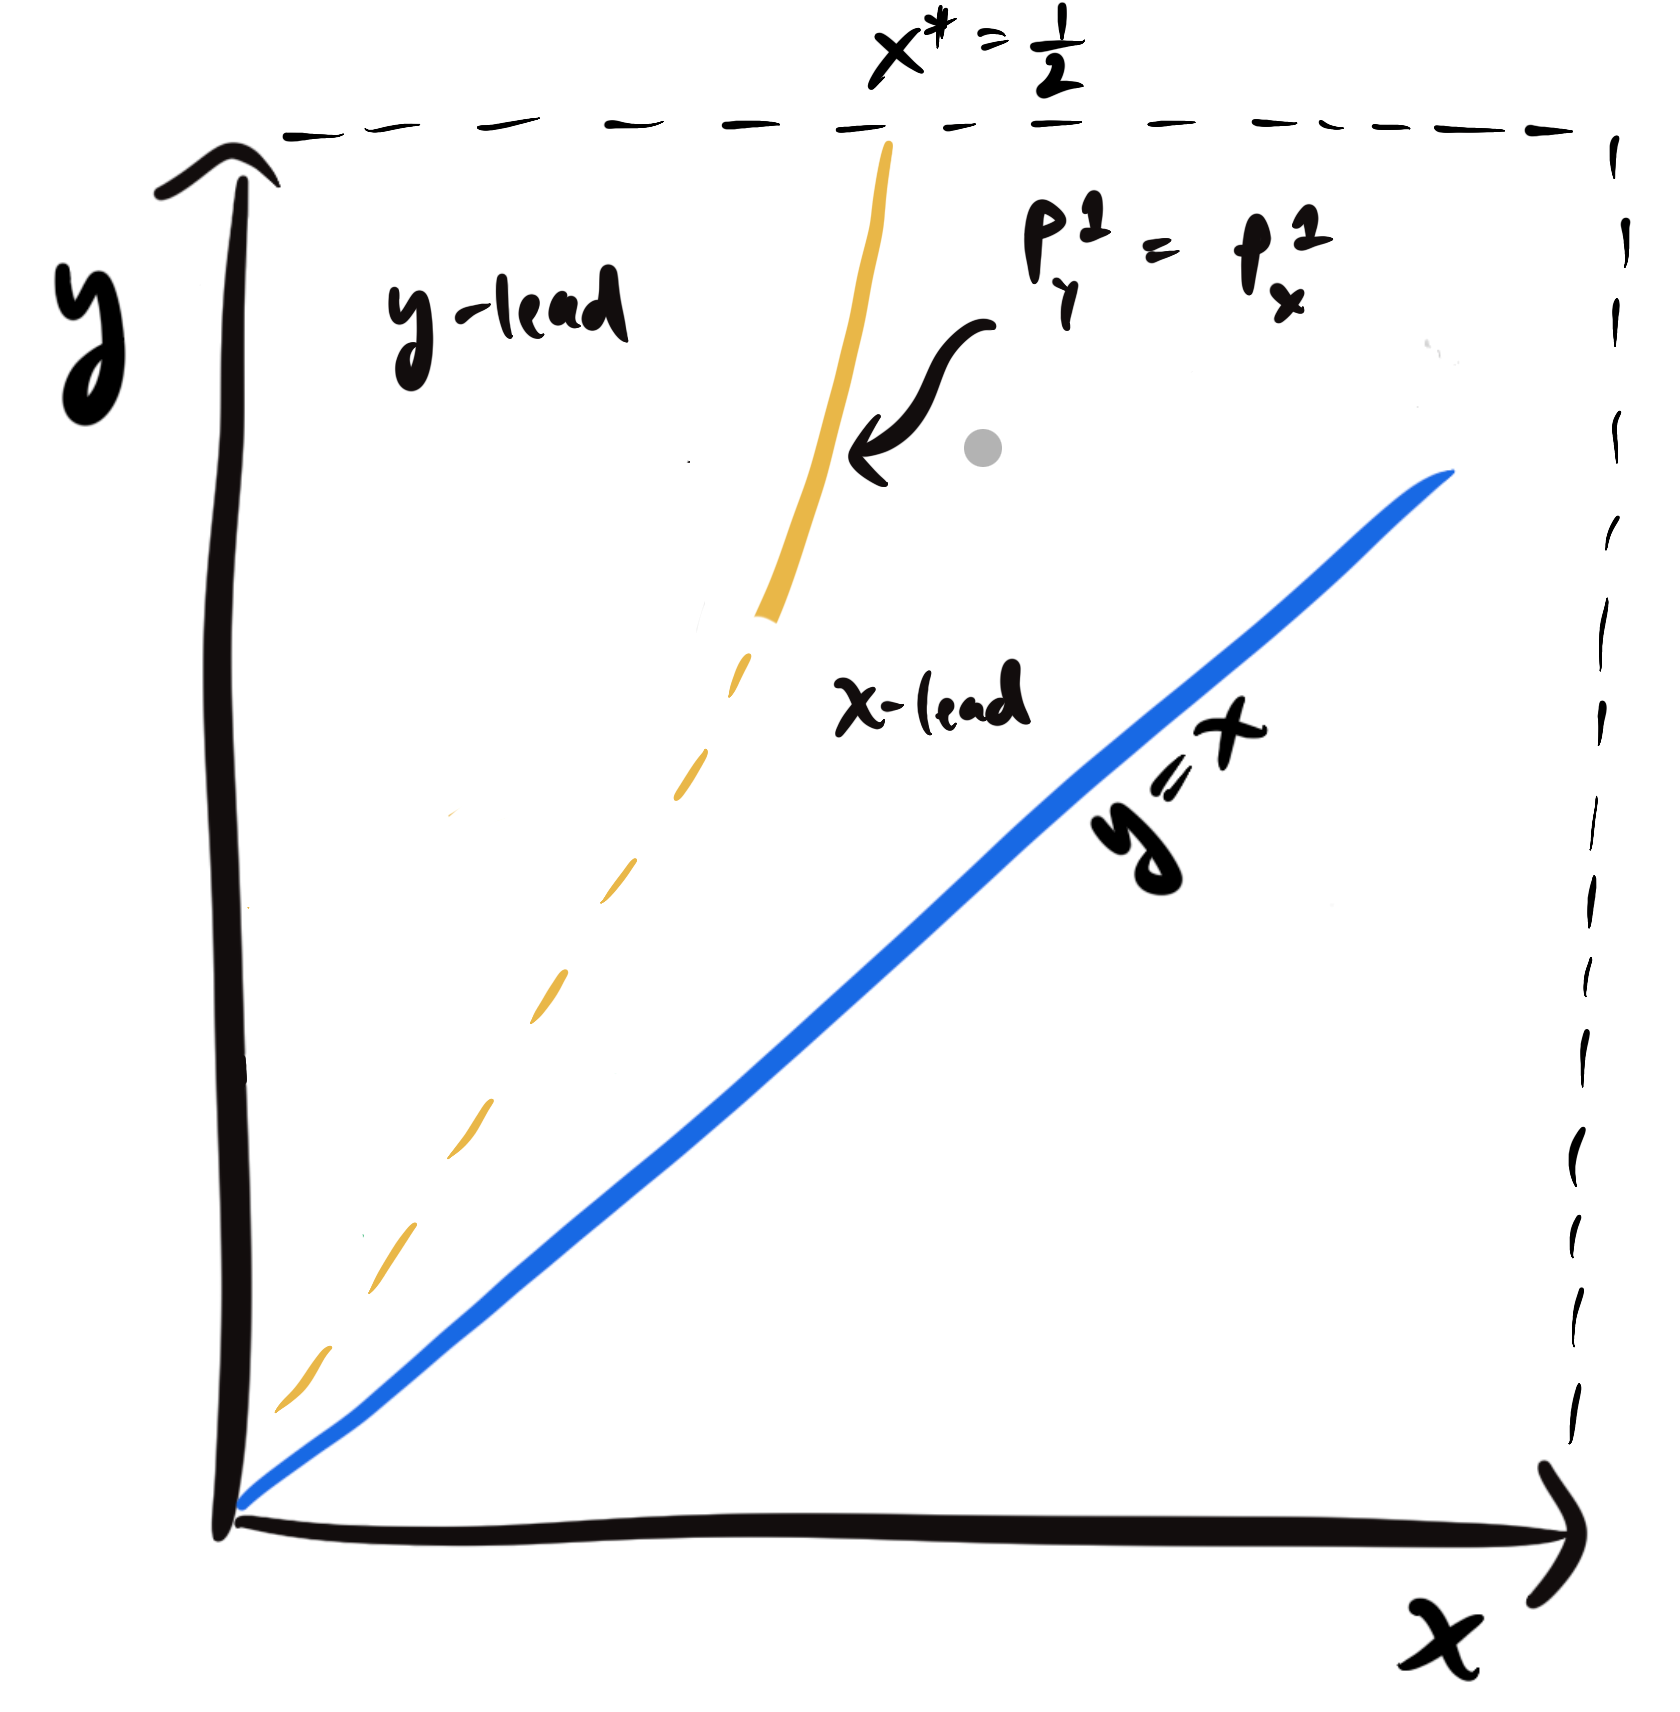 x* = 1/2
y
y-lead
P_y^1 = P_x^1
x-lead
y = x
x